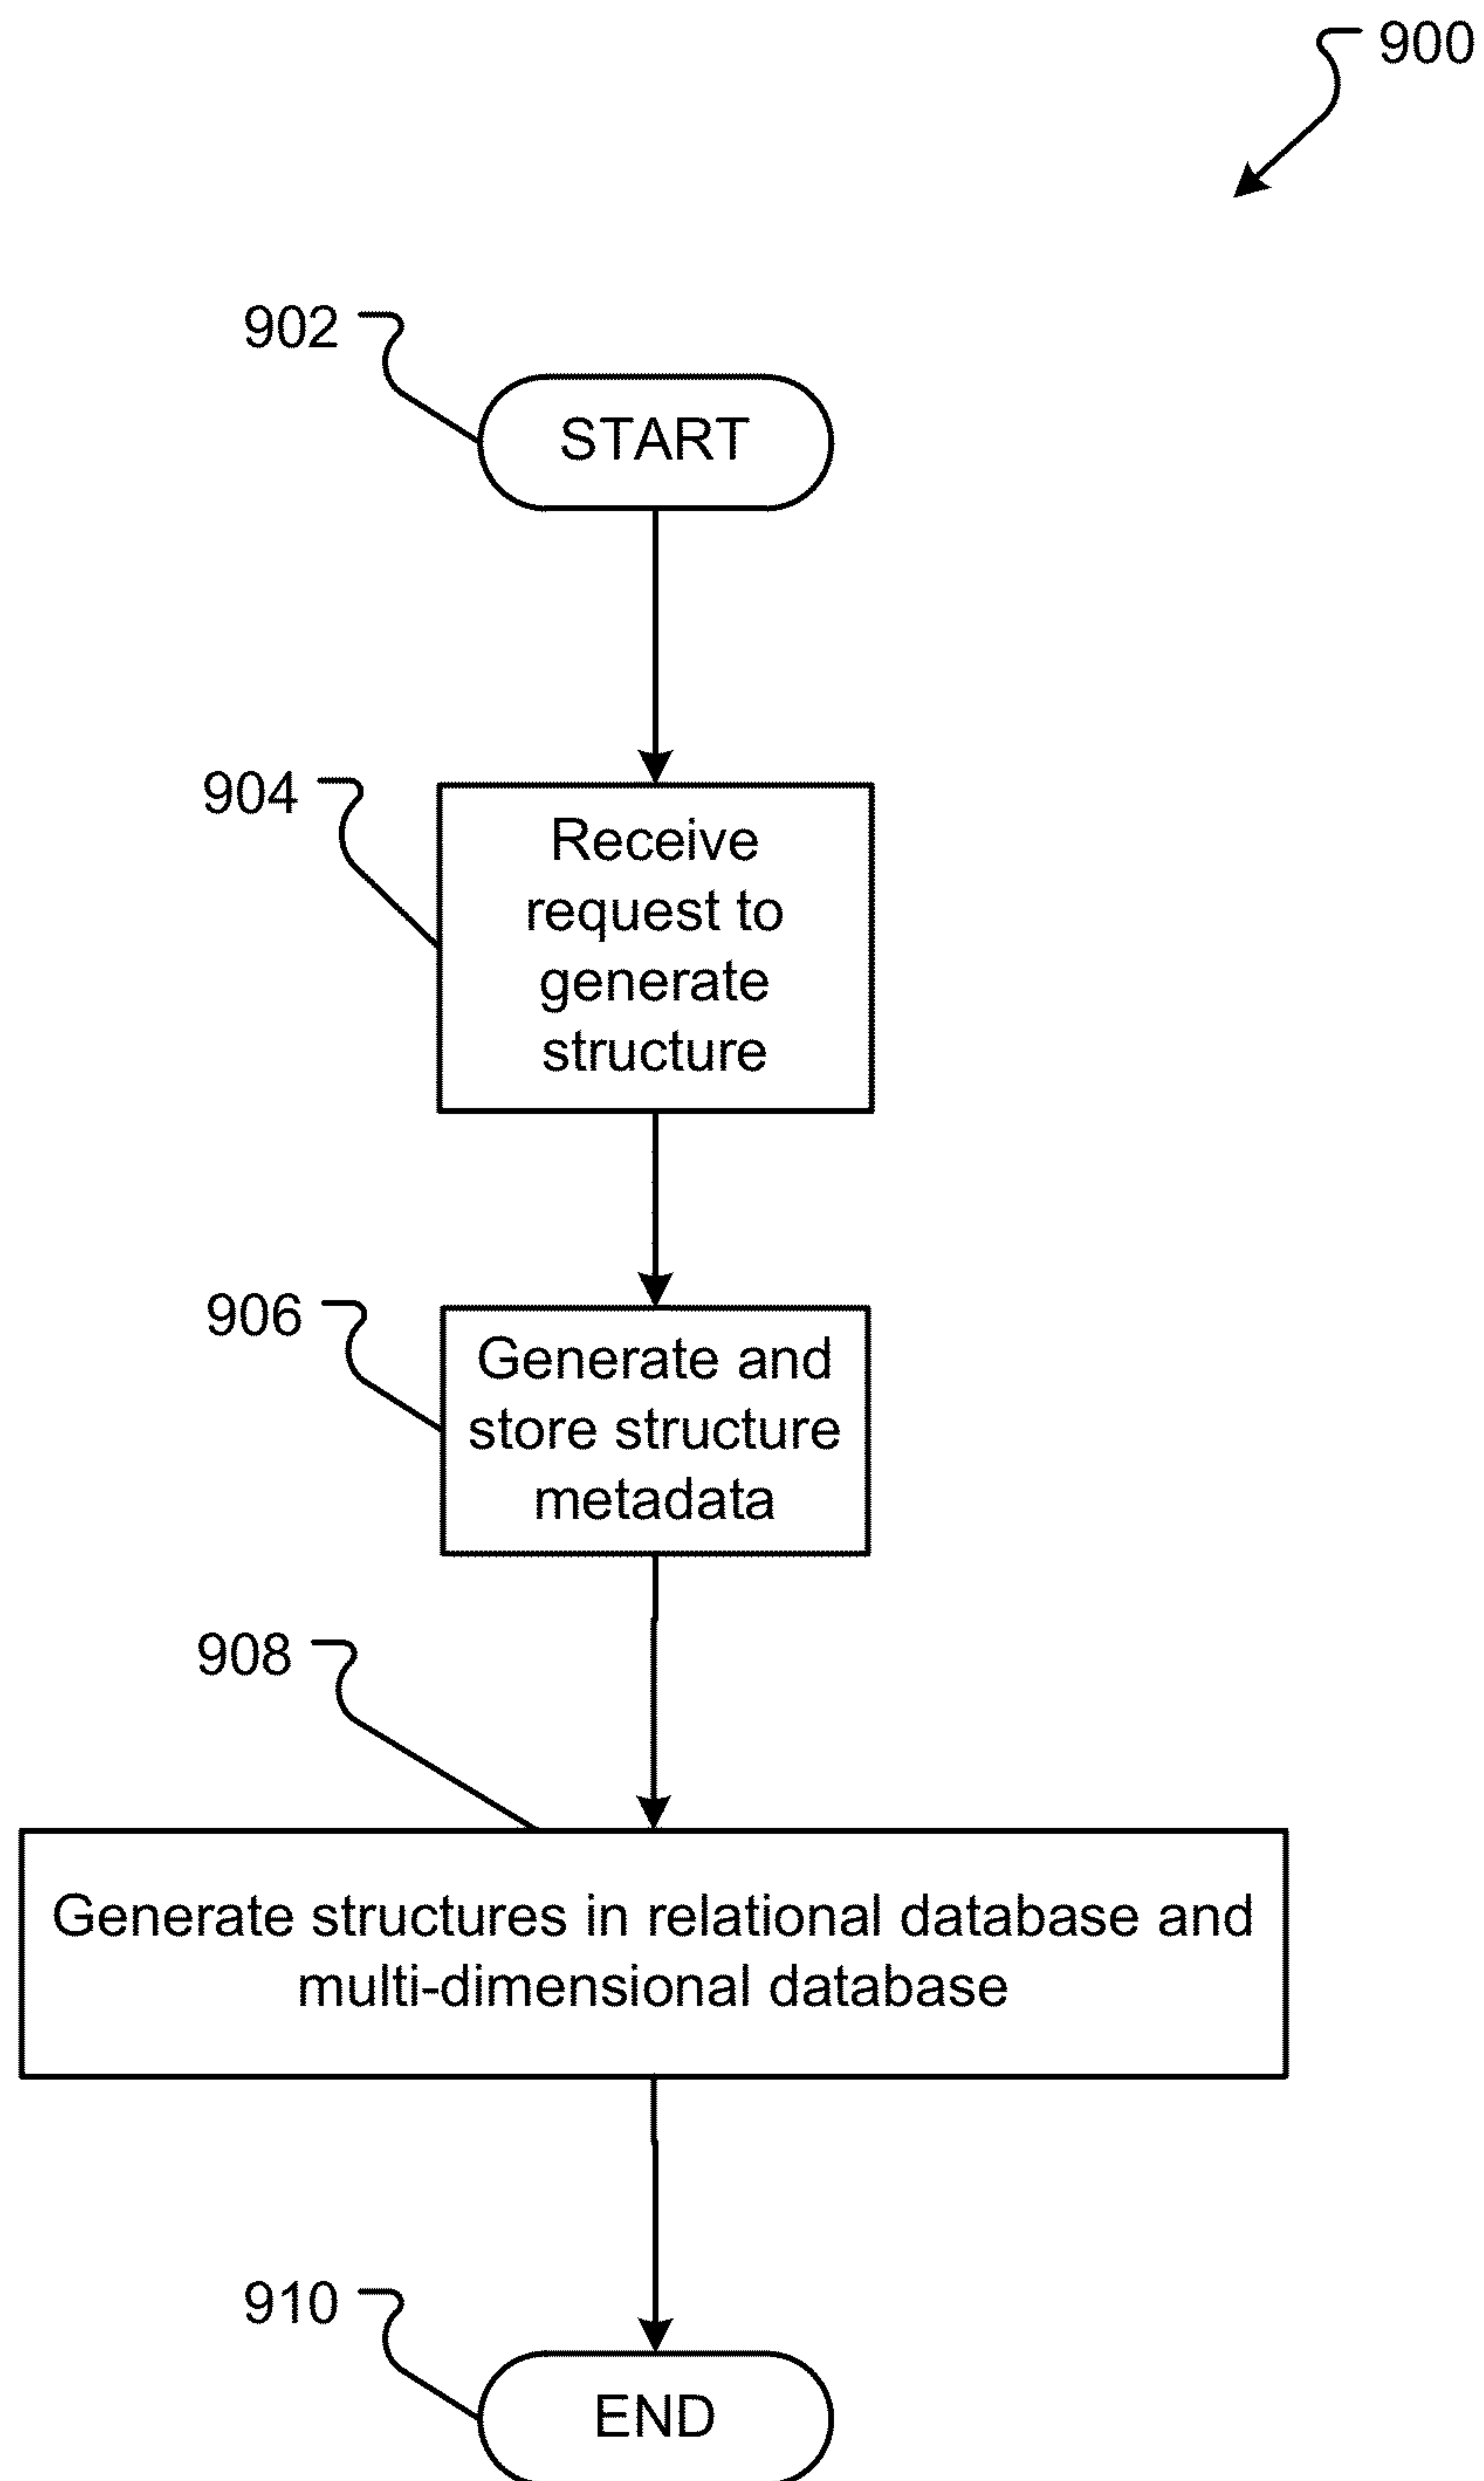 900
902
START
904
Receive
request to
generate
structure
906
Generate and
store structure
metadata
908
Generate structures in relational database and
multi-dimensional database
910
END